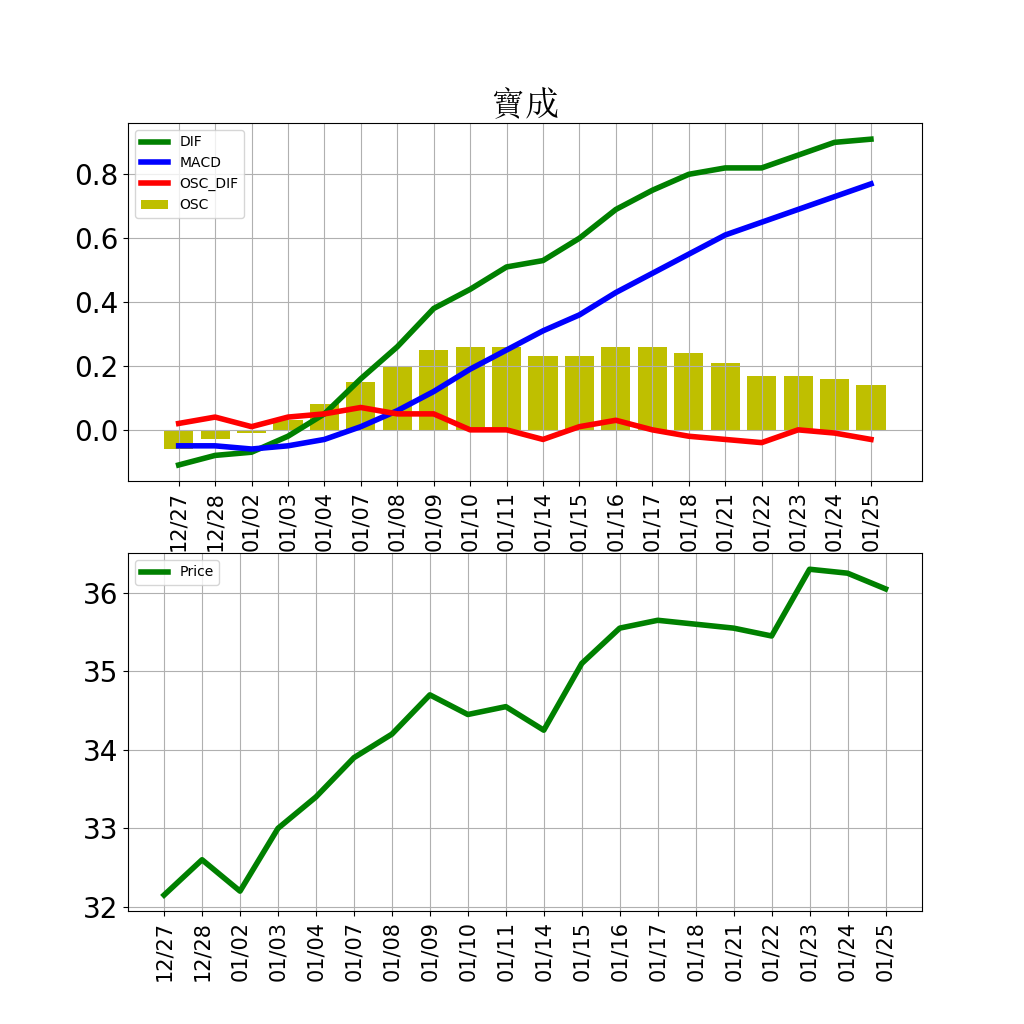 寶成
DIF
MACD
OSC_DIF
OSC
0.8
0.6
0.4
0.2
0.0
12/27 12/28 01/02 01/03 01/04 01/07 01/08 01/09 01/10 01/11 01/14 01/15 01/16 01/17 01/18 01/21 01/22 01/23 01/24 01/25
Price
36
35
34
33
32
12/27 12/28 01/02 01/03 01/04 01/07 01/08 01/09 01/10 01/11 01/14 01/15 01/16 01/17 01/18 01/21 01/22 01/23 01/24 01/25